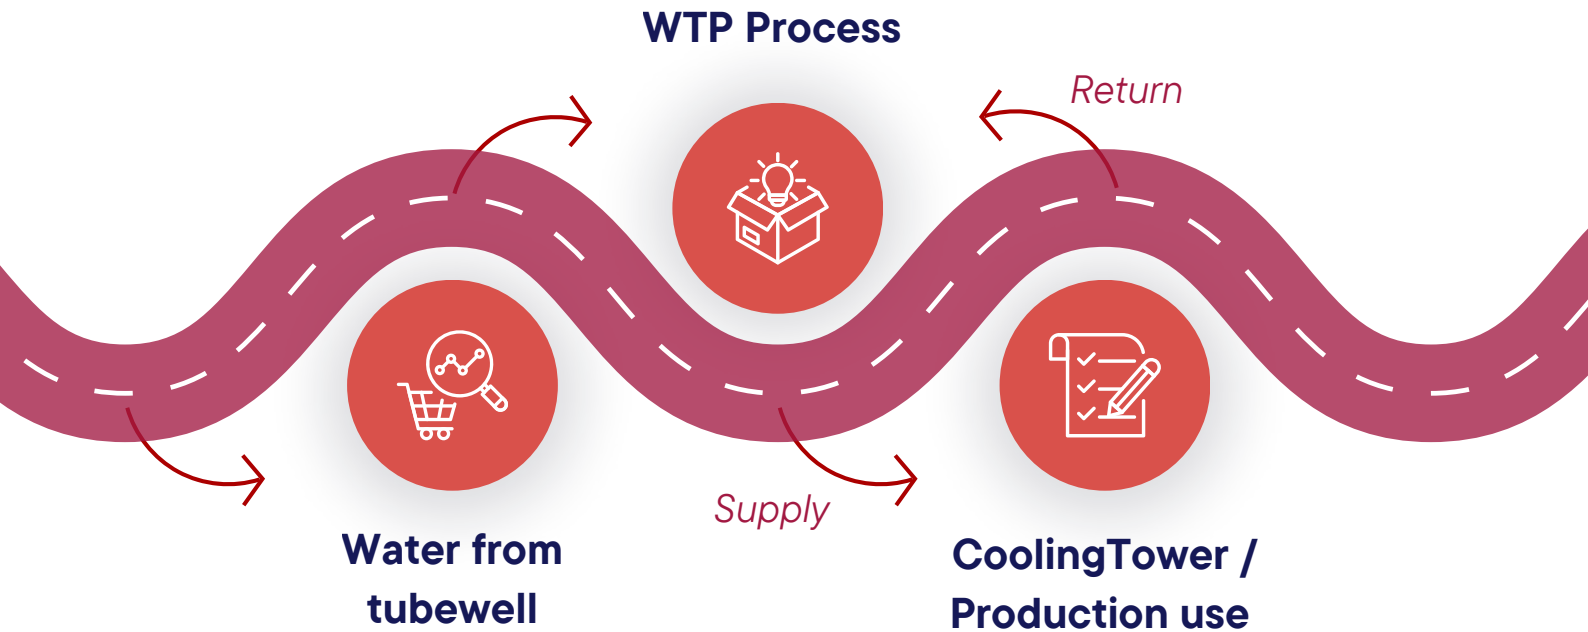 WTP Process
Return
Supply
Water from
tubewell
CoolingTower /
Production use